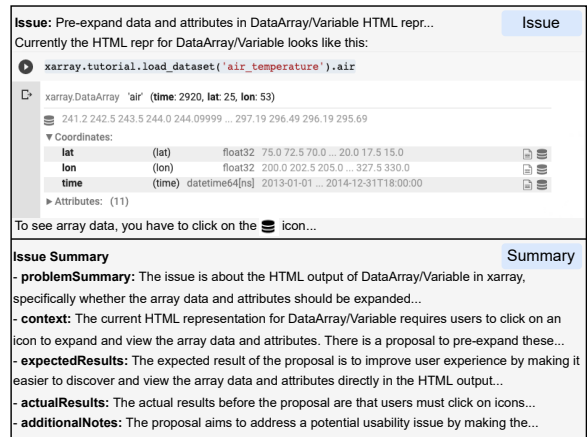 Issue: Pre-expand data and attributes in DataArray/Variable HTML repr...
Issue
Currently the HTML repr for DataArray/Variable looks like this:
xarray.tutorial.load_dataset('air_temperature').air
xarray.DataArray 'air' (time: 2920, lat: 25, lon: 53)
241.2 242.5 243.5 244.0 244.09999 ... 297.19 296.49 296.19 295.69
▼ Coordinates:
lat (lat) float32 75.0 72.5 70.0 ... 20.0 17.5 15.0
lon (lon) float32 200.0 202.5 205.0 ... 327.5 330.0
time (time) datetime64[ns] 2013-01-01 ... 2014-12-31T18:00:00
► Attributes: (11)
To see array data, you have to click on the icon...
Issue Summary
Summary
- problemSummary: The issue is about the HTML output of DataArray/Variable in xarray,
specifically whether the array data and attributes should be expanded...
- context: The current HTML representation for DataArray/Variable requires users to click on an
icon to expand and view the array data and attributes. There is a proposal to pre-expand these...
- expectedResults: The expected result of the proposal is to improve user experience by making it
easier to discover and view the array data and attributes directly in the HTML output...
- actualResults: The actual results before the proposal are that users must click on icons...
- additionalNotes: The proposal aims to address a potential usability issue by making the...